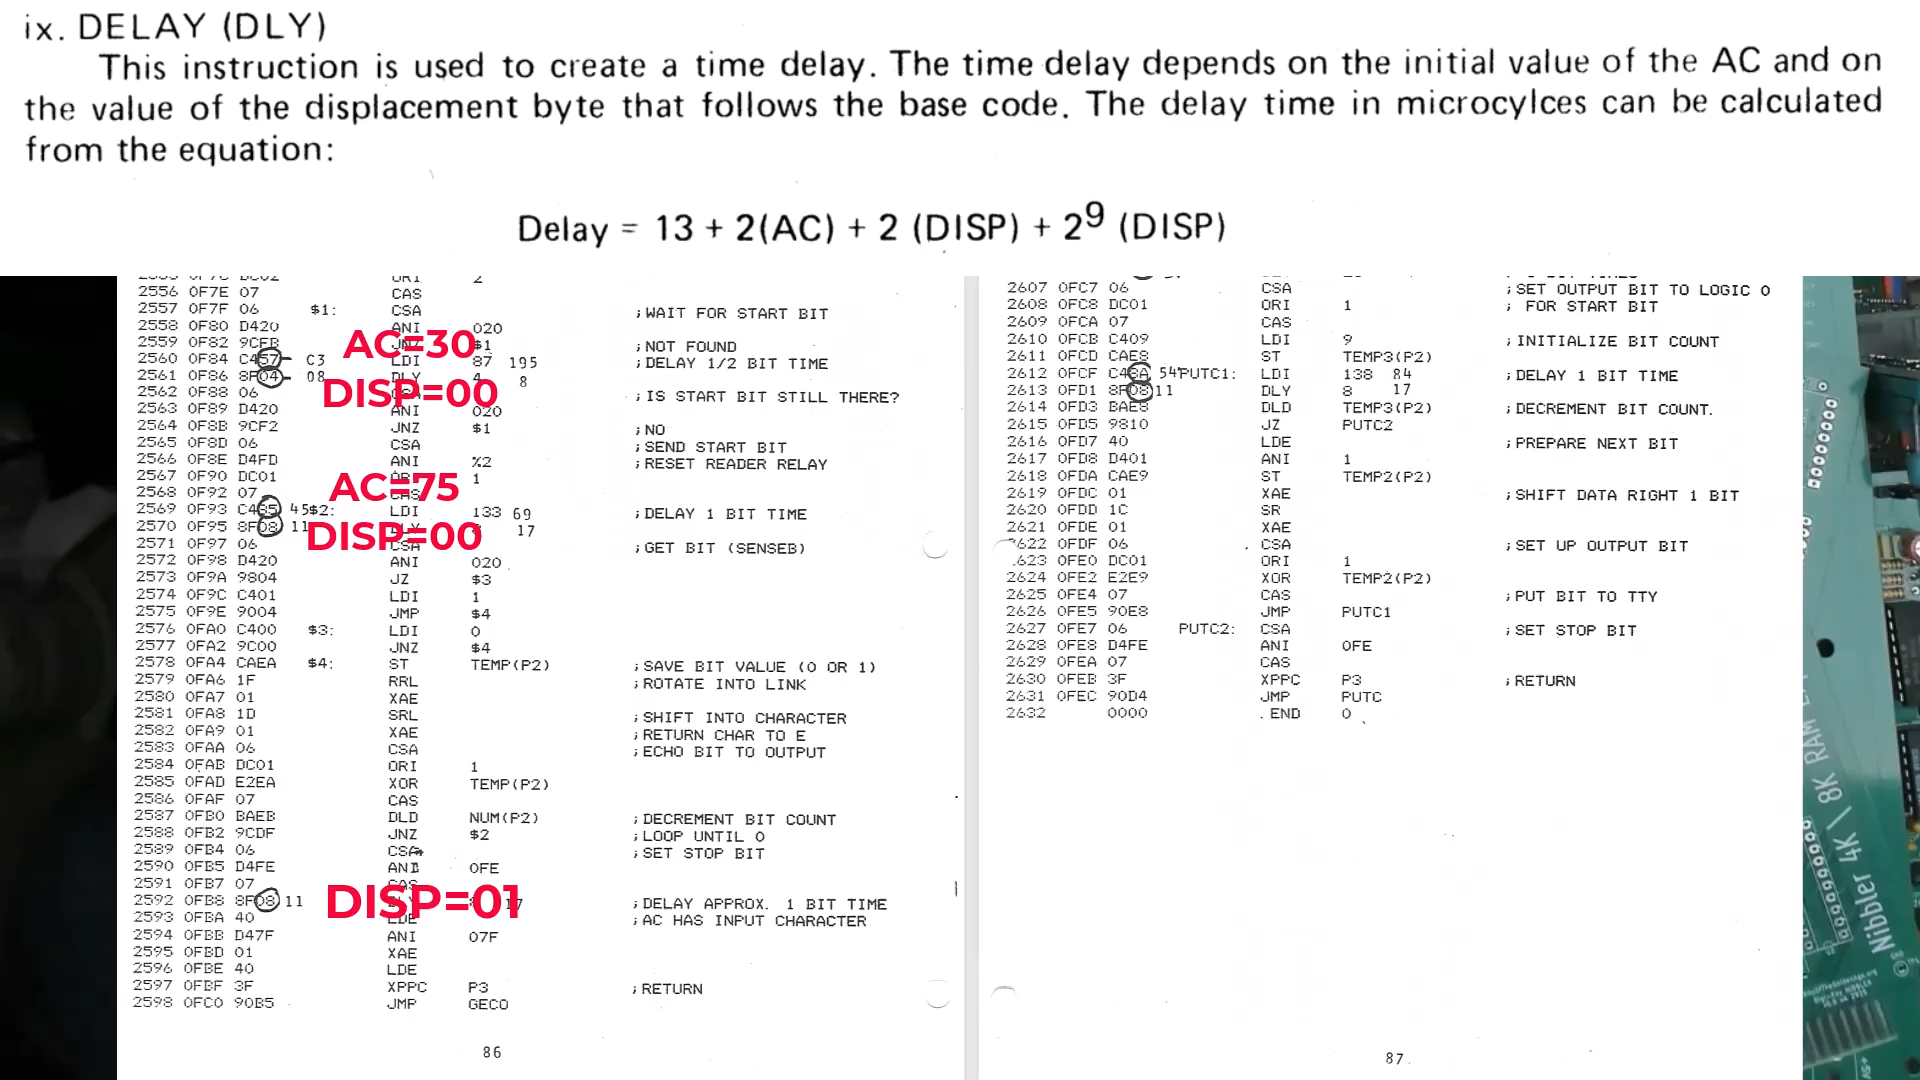 ix. DELAY (DLY)
This instruction is used to create a time delay. The time delay depends on the initial value of the AC and on
the value of the displacement byte that follows the base code. The delay time in microcylces can be calculated
from the equation:
Delay = 13 + 2(AC) + 2 (DISP) + 2⁹ (DISP)
2556 0F7E 07 CAS
2557 0F7F 06 $1: CSA ;WAIT FOR START BIT
2558 0F80 D420 ANI 020
2559 0F82 9CFB JNZ $1 ;NOT FOUND
2560 0F84 C457 C3 LDI 87 195 ;DELAY 1/2 BIT TIME
2561 0F86 8F04 08 DLY 4 8
AC=30
DISP=00
2562 0F88 06 CSA ;IS START BIT STILL THERE?
2563 0F89 D420 ANI 020
2564 0F8B 9CF2 JNZ $1 ;NO
2565 0F8D 06 CSA ;SEND START BIT
2566 0F8E D4FD ANI %2 ;RESET READER RELAY
2567 0F90 DC01 ORI 1
2568 0F92 07 CAS
AC=75
DISP=00
2569 0F93 C485 45 $2: LDI 133 69 ;DELAY 1 BIT TIME
2570 0F95 8F08 11 DLY 17
2571 0F97 06 CSA ;GET BIT (SENSEB)
2572 0F98 D420 ANI 020
2573 0F9A 9804 JZ $3
2574 0F9C C401 LDI 1
2575 0F9E 9004 JMP $4
2576 0FA0 C400 $3: LDI 0
2577 0FA2 9C00 JNZ $4
2578 0FA4 CAEA $4: ST TEMP(P2) ;SAVE BIT VALUE (0 OR 1)
2579 0FA6 1F RRL ;ROTATE INTO LINK
2580 0FA7 01 XAE
2581 0FA8 1D SRL ;SHIFT INTO CHARACTER
2582 0FA9 01 XAE ;RETURN CHAR TO E
2583 0FAA 06 CSA ;ECHO BIT TO OUTPUT
2584 0FAB DC01 ORI 1
2585 0FAD E2EA XOR TEMP(P2)
2586 0FAF 07 CAS
2587 0FB0 BAEB DLD NUM(P2) ;DECREMENT BIT COUNT
2588 0FB2 9CDF JNZ $2 ;LOOP UNTIL 0
2589 0FB4 06 CSA ;SET STOP BIT
2590 0FB5 D4FE ANI 0FE
2591 0FB7 07 CAS
2592 0FB8 8F08 11 DLY 17 ;DELAY APPROX. 1 BIT TIME
DISP=01
2593 0FBA 40 LDE ;AC HAS INPUT CHARACTER
2594 0FBB D47F ANI 07F
2595 0FBD 01 XAE
2596 0FBE 40 LDE
2597 0FBF 3F XPPC P3 ;RETURN
2598 0FC0 90B5 JMP GECO
86
2607 0FC7 06 CSA ;SET OUTPUT BIT TO LOGIC 0
2608 0FC8 DC01 ORI 1 ; FOR START BIT
2609 0FCA 07 CAS
2610 0FCB C409 LDI 9 ;INITIALIZE BIT COUNT
2611 0FCD CAE8 ST TEMP3(P2)
2612 0FCF C48A 54 PUTC1: LDI 138 84 ;DELAY 1 BIT TIME
2613 0FD1 8F08 11 DLY 8 17
2614 0FD3 BAE8 DLD TEMP3(P2) ;DECREMENT BIT COUNT.
2615 0FD5 9810 JZ PUTC2
2616 0FD7 40 LDE ;PREPARE NEXT BIT
2617 0FD8 D401 ANI 1
2618 0FDA CAE9 ST TEMP2(P2)
2619 0FDC 01 XAE ;SHIFT DATA RIGHT 1 BIT
2620 0FDD 1C SR
2621 0FDE 01 XAE
2622 0FDF 06 CSA ;SET UP OUTPUT BIT
2623 0FE0 DC01 ORI 1
2624 0FE2 E2E9 XOR TEMP2(P2)
2625 0FE4 07 CAS ;PUT BIT TO TTY
2626 0FE5 90E8 JMP PUTC1
2627 0FE7 06 PUTC2: CSA ;SET STOP BIT
2628 0FE8 D4FE ANI 0FE
2629 0FEA 07 CAS
2630 0FEB 3F XPPC P3 ;RETURN
2631 0FEC 90D4 JMP PUTC
2632 0000 .END 0
87
Nibbler 4K \ 8K RAM